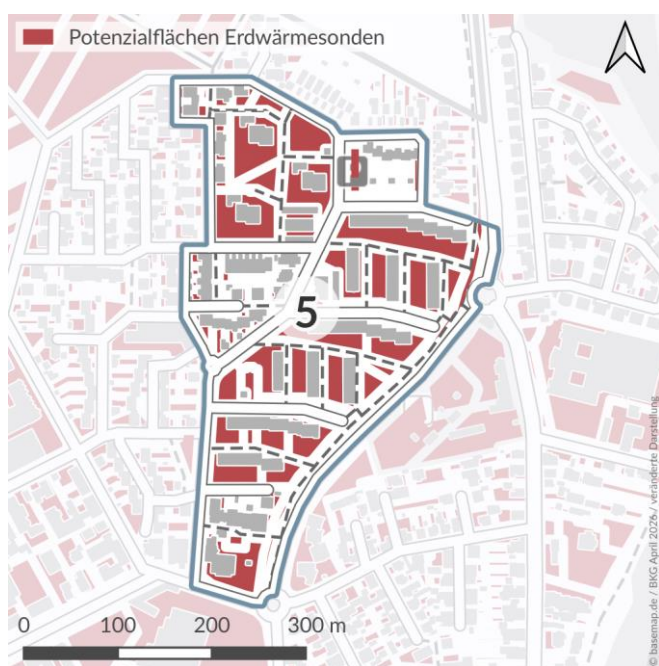 Potenzialflächen Erdwärmesonden
5
0 100 200 300 m
© basemap.de / BKG April 2026 / veränderte Darstellung